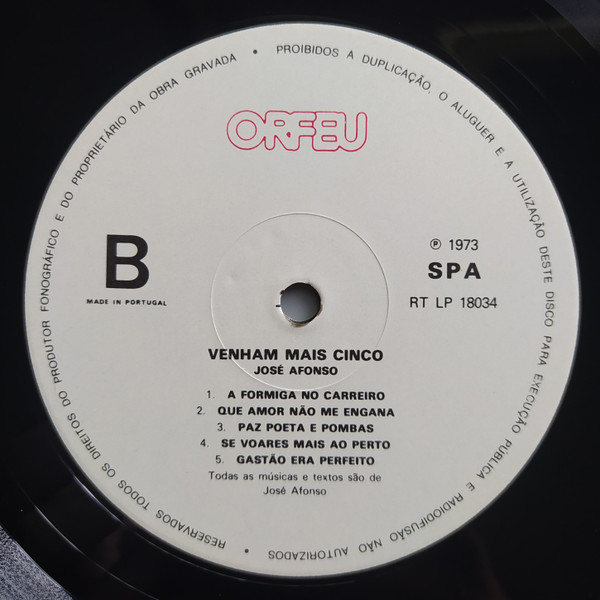 RESERVADOS TODOS OS DIREITOS DO PRODUTOR FONOGRÁFICO E DO PROPRIETÁRIO DA OBRA GRAVADA • PROIBIDOS A DUPLICAÇÃO, O ALUGUER E A UTILIZAÇÃO DESTE DISCO PARA EXECUÇÃO PÚBLICA E RADIODIFUSÃO NÃO AUTORIZADOS •
ORFEU
B
MADE IN PORTUGAL
℗ 1973
SPA
RT LP 18034
VENHAM MAIS CINCO
JOSÉ AFONSO
1. A FORMIGA NO CARREIRO
2. QUE AMOR NÃO ME ENGANA
3. PAZ POETA E POMBAS
4. SE VOARES MAIS AO PERTO
5. GASTÃO ERA PERFEITO
Todas as músicas e textos são de
José Afonso